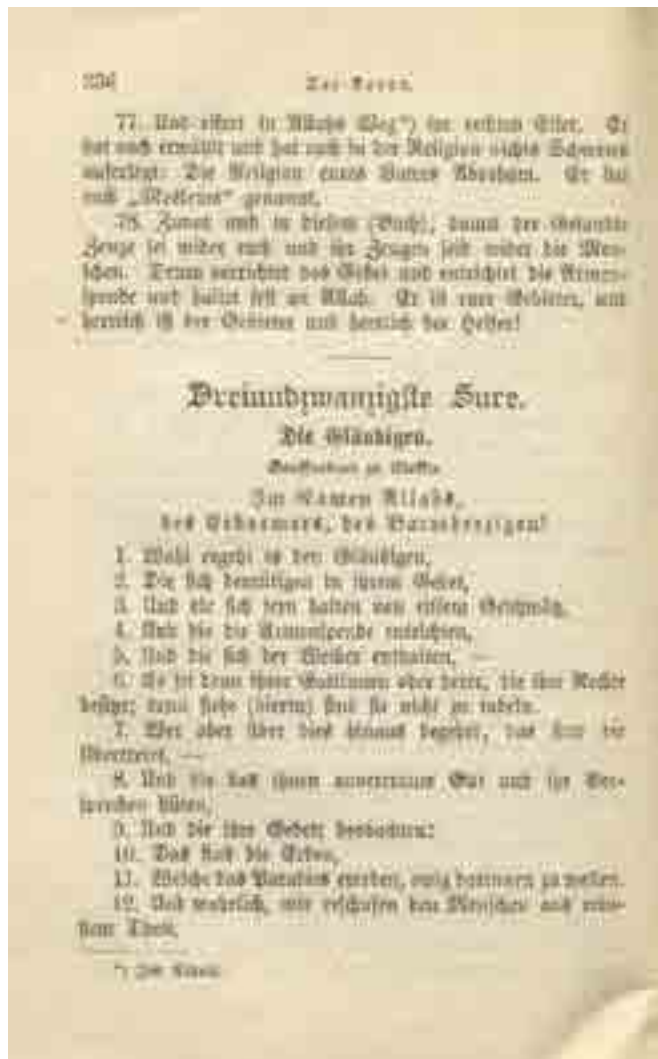 336 Der Koran.
77. Und eifert in Allahs Weg*) im rechten Eifer. Er
hat euch erwählt und hat euch in der Religion nichts Schweres
auferlegt: Die Religion eures Vaters Abraham. Er hat
euch „Moslems“ genannt.
78. Zuvor und in diesem (Buch), damit der Gesandte
Zeuge sei wider euch und ihr Zeugen seid wider die Men-
schen. Drum verrichtet das Gebet und entrichtet die Armen-
spende und haltet fest an Allah. Er ist euer Gebieter, und
herrlich ist der Gebieter und herrlich der Helfer!
Dreiundzwanzigste Sure.
Die Gläubigen.
Geoffenbart zu Mekka
Im Namen Allahs,
des Erbarmers, des Barmherzigen!
1. Wohl ergeht es den Gläubigen,
2. Die sich demütigen in ihrem Gebet,
3. Und die sich fern halten von eitlem Geschwätz,
4. Und die die Armenspende entrichten,
5. Und die sich der Weiber enthalten, —
6. Es sei denn ihrer Gattinnen oder derer, die ihre Rechte
besitzt; denn siehe (hierin) sind sie nicht zu tadeln.
7. Wer aber über dies hinaus begehrt, das sind die
Übertreter, —
8. Und die das ihnen anvertraute Gut und ihr Ver-
sprechen hüten,
9. Und die ihre Gebete beobachten:
10. Das sind die Erben,
11. Welche das Paradies ererben, ewig darinnen zu weilen.
12. Und wahrlich, wir erschufen den Menschen aus rein-
stem Thon,
*)